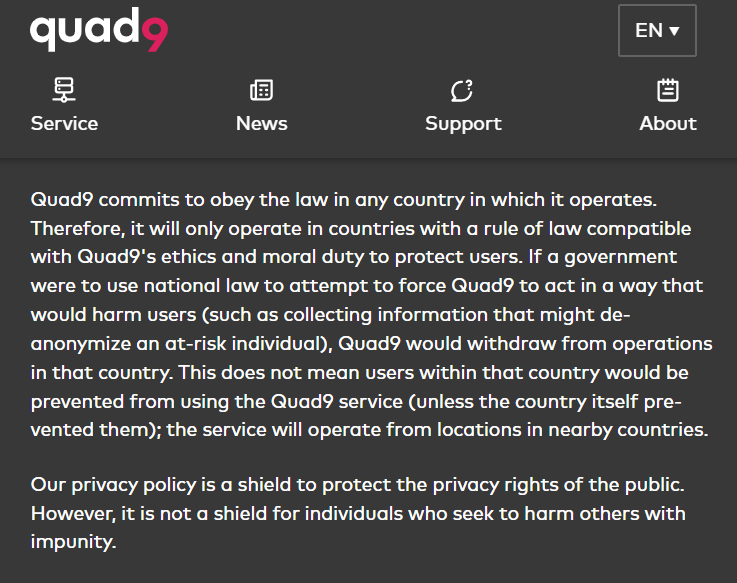 quad9
EN ▾
Service
News
Support
About
Quad9 commits to obey the law in any country in which it operates.
Therefore, it will only operate in countries with a rule of law compatible
with Quad9's ethics and moral duty to protect users. If a government
were to use national law to attempt to force Quad9 to act in a way that
would harm users (such as collecting information that might de-
anonymize an at-risk individual), Quad9 would withdraw from operations
in that country. This does not mean users within that country would be
prevented from using the Quad9 service (unless the country itself pre-
vented them); the service will operate from locations in nearby countries.
Our privacy policy is a shield to protect the privacy rights of the public.
However, it is not a shield for individuals who seek to harm others with
impunity.